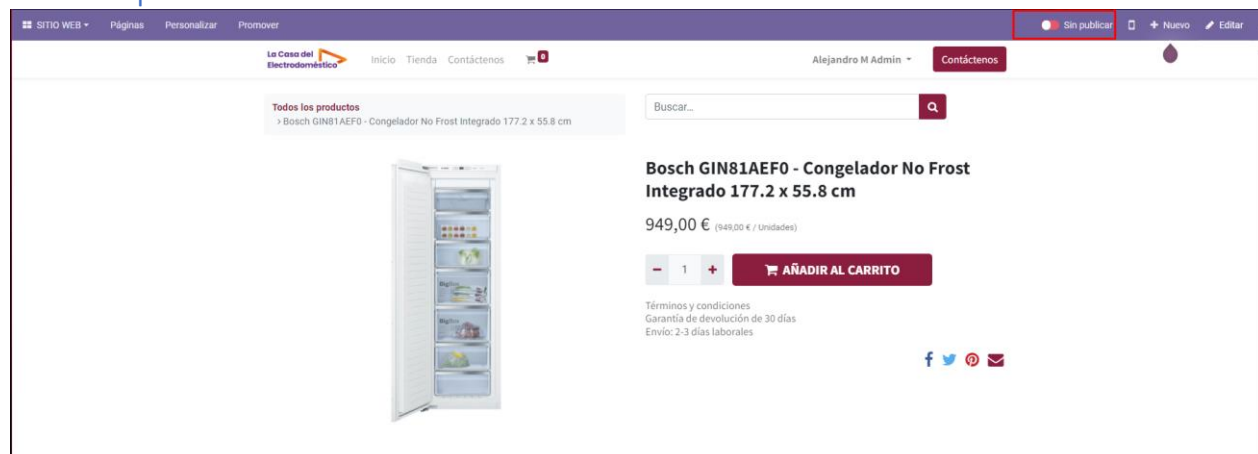 SITIO WEB Páginas Personalizar Promover Sin publicar Nuevo Editar
La Casa del
Electrodoméstico
Inicio Tienda Contáctenos 0 Alejandro M Admin Contáctenos
Todos los productos
> Bosch GIN81AEF0 - Congelador No Frost Integrado 177.2 x 55.8 cm
Buscar...
Bosch GIN81AEF0 - Congelador No Frost
Integrado 177.2 x 55.8 cm
949,00 € (949,00 € / Unidades)
- 1 + AÑADIR AL CARRITO
Términos y condiciones
Garantía de devolución de 30 días
Envío: 2-3 días laborales
BigBox
BigBox